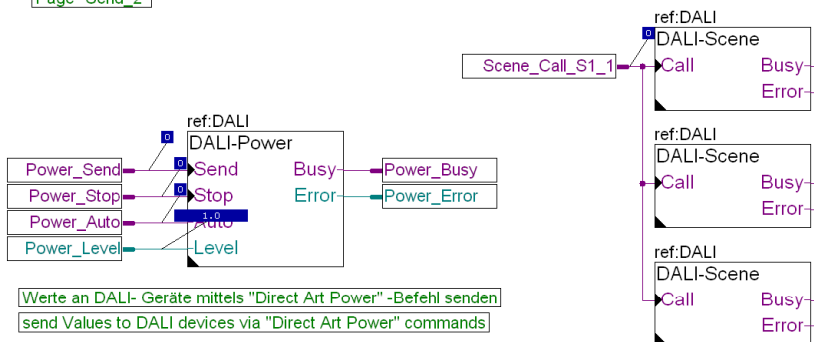 Page "Send_2"
ref:DALI
DALI-Scene
0
Scene_Call_S1_1
Call
Busy
Error
ref:DALI
DALI-Power
0
Power_Send
0
Send
Busy
Power_Busy
Power_Stop
0
Stop
Error
Power_Error
Power_Auto
1.0
Auto
Power_Level
Level
ref:DALI
DALI-Scene
Call
Busy
Error
ref:DALI
DALI-Scene
Call
Busy
Error
Werte an DALI- Geräte mittels "Direct Art Power" -Befehl senden
send Values to DALI devices via "Direct Art Power" commands